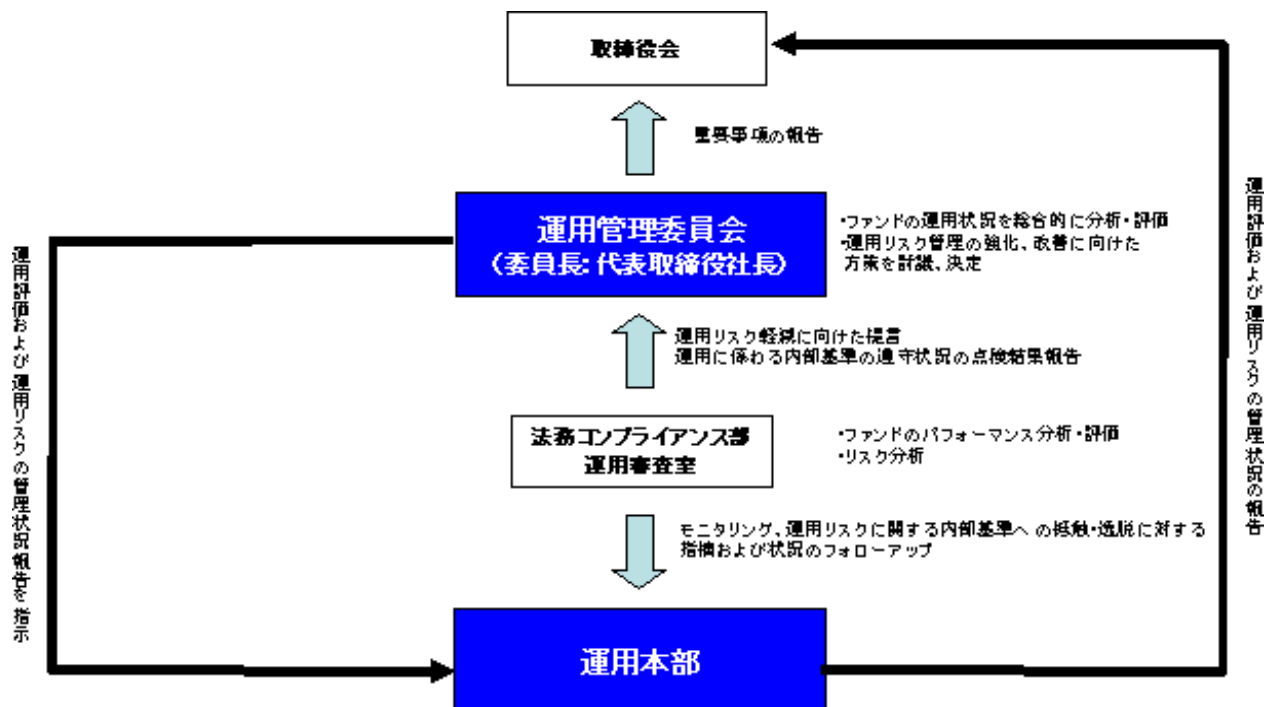 取締役会
重要事項の報告
運用管理委員会
(委員長:代表取締役社長)
・ファンドの運用状況を総合的に分析・評価
・運用リスク管理の強化、改善に向けた
方策を討議、決定
運用リスク軽減に向けた提言
運用に係わる内部基準の遵守状況の点検結果報告
法務コンプライアンス部
運用審査室
・ファンドのパフォーマンス分析・評価
・リスク分析
モニタリング、運用リスクに関する内部基準への抵触・逸脱に対する
指摘および状況のフォローアップ
運用本部
運用評価および運用リスクの管理状況報告を指示
運用評価および運用リスクの管理状況の報告